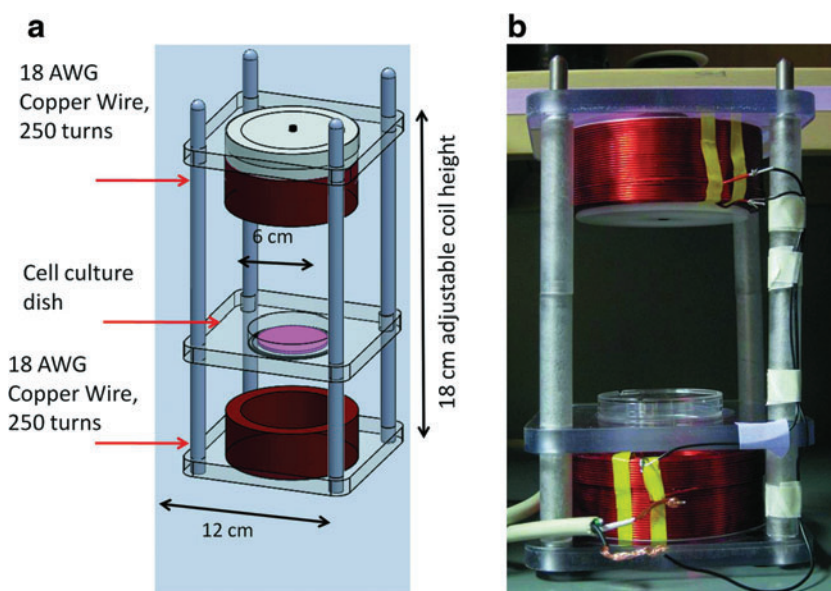 a
18 AWG
Copper Wire,
250 turns
6 cm
Cell culture
dish
18 AWG
Copper Wire,
250 turns
12 cm
18 cm adjustable coil height
b